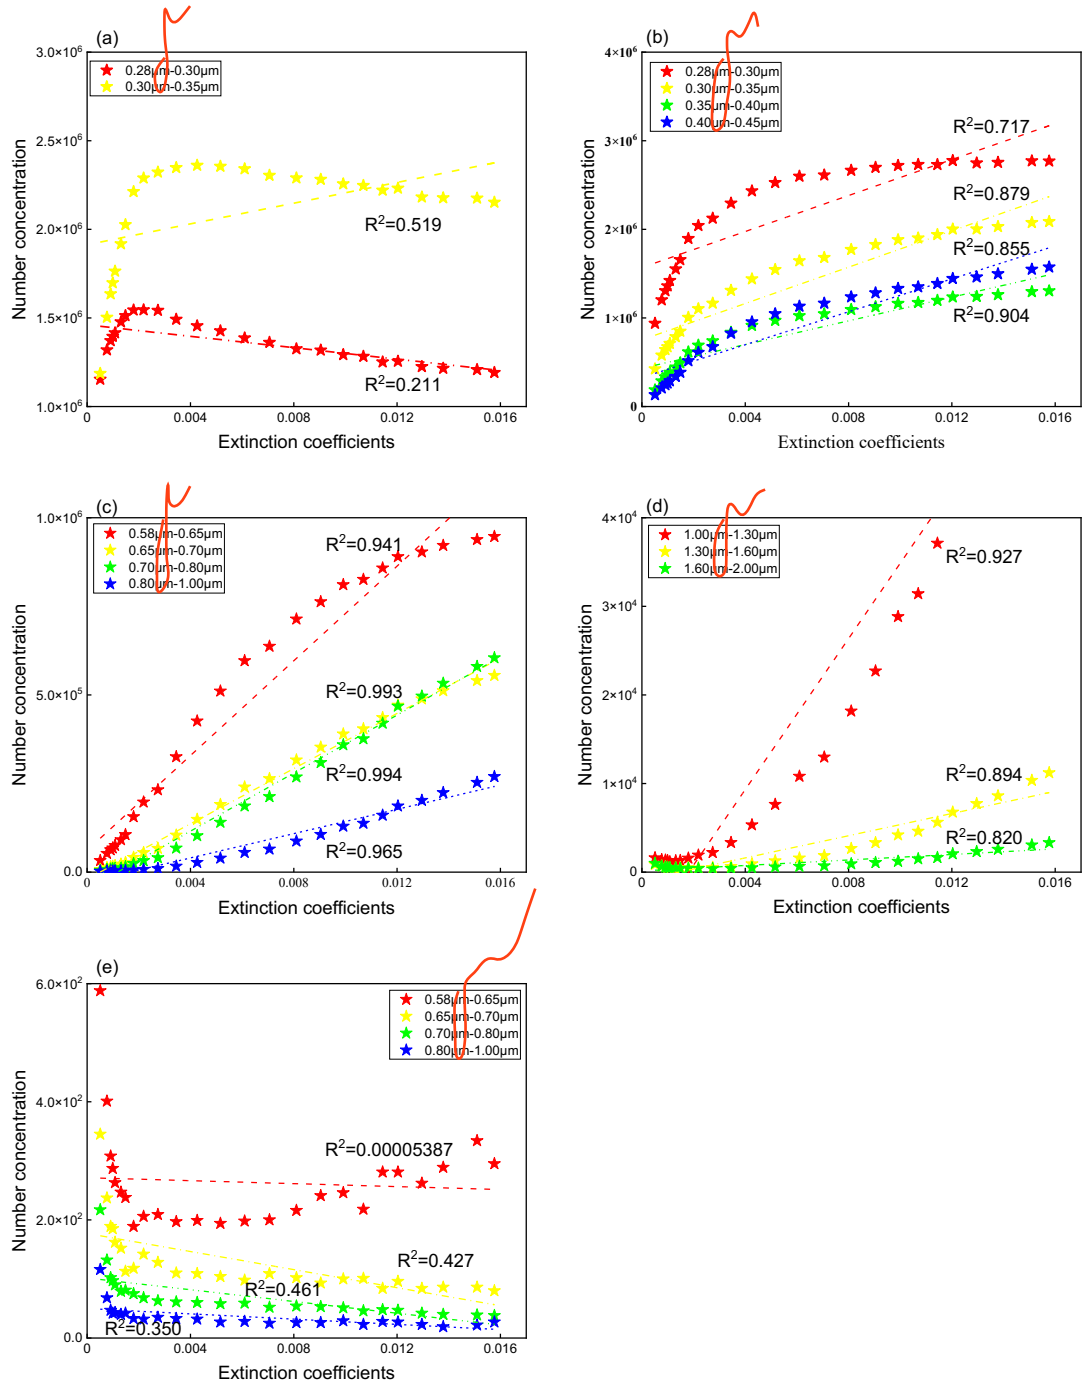 (a)
3.0×10⁶
2.5×10⁶
2.0×10⁶
1.5×10⁶
1.0×10⁶
Number concentration
0.28μm-0.30μm
0.30μm-0.35μm
R²=0.519
R²=0.211
0 0.004 0.008 0.012 0.016
Extinction coefficients
(b)
4×10⁶
3×10⁶
2×10⁶
1×10⁶
0
Number concentration
0.28μm-0.30μm
0.30μm-0.35μm
0.35μm-0.40μm
0.40μm-0.45μm
R²=0.717
R²=0.879
R²=0.855
R²=0.904
0 0.004 0.008 0.012 0.016
Extinction coefficients
(c)
1.0×10⁶
5.0×10⁵
0.0
Number concentration
0.58μm-0.65μm
0.65μm-0.70μm
0.70μm-0.80μm
0.80μm-1.00μm
R²=0.941
R²=0.993
R²=0.994
R²=0.965
0 0.004 0.008 0.012 0.016
Extinction coefficients
(d)
4×10⁴
3×10⁴
2×10⁴
1×10⁴
0
Number concentration
1.00μm-1.30μm
1.30μm-1.60μm
1.60μm-2.00μm
R²=0.927
R²=0.894
R²=0.820
0 0.004 0.008 0.012 0.016
Extinction coefficients
(e)
6.0×10²
4.0×10²
2.0×10²
0.0
Number concentration
0.58μm-0.65μm
0.65μm-0.70μm
0.70μm-0.80μm
0.80μm-1.00μm
R²=0.00005387
R²=0.427
R²=0.461
R²=0.350
0 0.004 0.008 0.012 0.016
Extinction coefficients